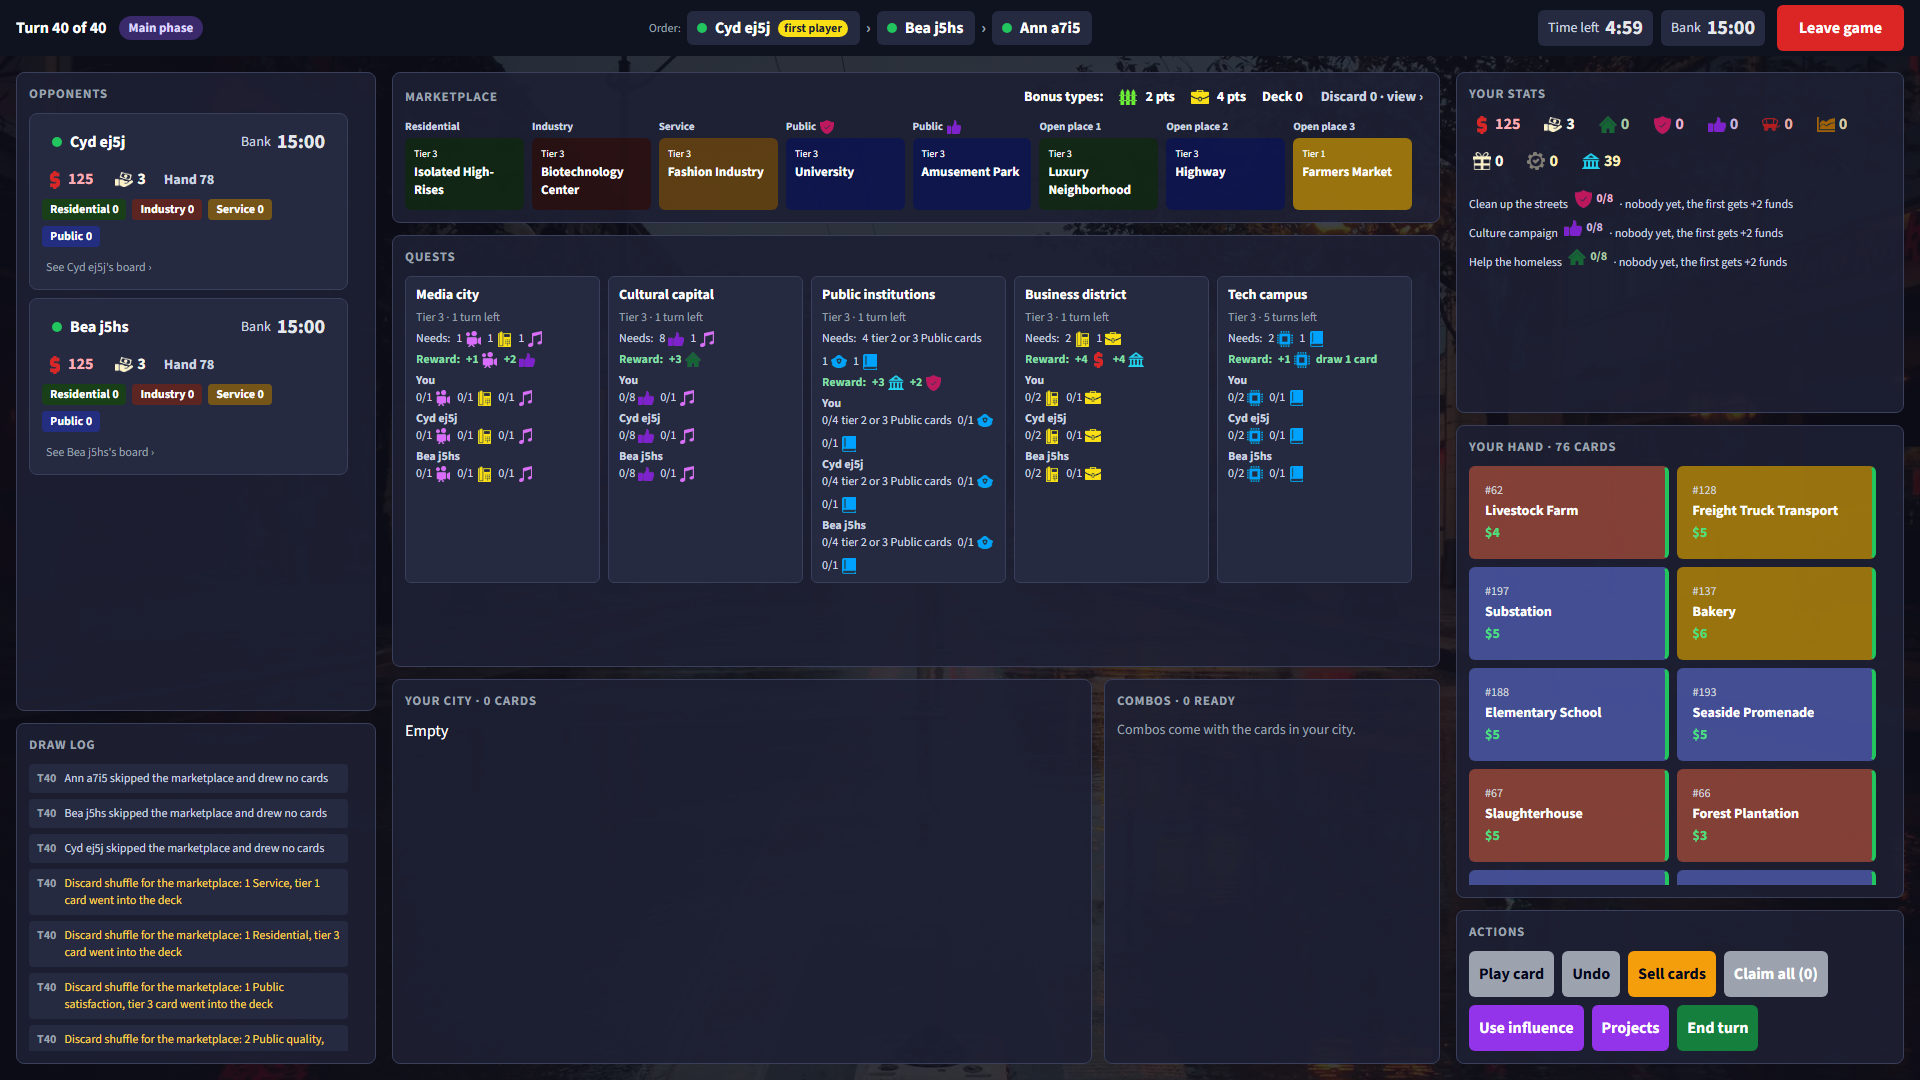 Turn 40 of 40
Main phase
Order:
Cyd ej5j
first player
›
Bea j5hs
›
Ann a7i5
Time left 4:59
Bank 15:00
Leave game
OPPONENTS
Cyd ej5j
Bank 15:00
125
3
Hand 78
Residential 0
Industry 0
Service 0
Public 0
See Cyd ej5j's board ›
Bea j5hs
Bank 15:00
125
3
Hand 78
Residential 0
Industry 0
Service 0
Public 0
See Bea j5hs's board ›
DRAW LOG
T40 Ann a7i5 skipped the marketplace and drew no cards
T40 Bea j5hs skipped the marketplace and drew no cards
T40 Cyd ej5j skipped the marketplace and drew no cards
T40 Discard shuffle for the marketplace: 1 Service, tier 1
card went into the deck
T40 Discard shuffle for the marketplace: 1 Residential, tier 3
card went into the deck
T40 Discard shuffle for the marketplace: 1 Public
satisfaction, tier 3 card went into the deck
T40 Discard shuffle for the marketplace: 2 Public quality,
MARKETPLACE
Bonus types:
2 pts
4 pts
Deck 0
Discard 0 · view ›
Residential
Tier 3
Isolated High-
Rises
Industry
Tier 3
Biotechnology
Center
Service
Tier 3
Fashion Industry
Public
Tier 3
University
Public
Tier 3
Amusement Park
Open place 1
Tier 3
Luxury
Neighborhood
Open place 2
Tier 3
Highway
Open place 3
Tier 1
Farmers Market
QUESTS
Media city
Tier 3 · 1 turn left
Needs: 1 1 1
Reward: +1 +2
You
0/1 0/1 0/1
Cyd ej5j
0/1 0/1 0/1
Bea j5hs
0/1 0/1 0/1
Cultural capital
Tier 3 · 1 turn left
Needs: 8 1
Reward: +3
You
0/8 0/1
Cyd ej5j
0/8 0/1
Bea j5hs
0/8 0/1
Public institutions
Tier 3 · 1 turn left
Needs: 4 tier 2 or 3 Public cards
1 1
Reward: +3 +2
You
0/4 tier 2 or 3 Public cards 0/1
0/1
Cyd ej5j
0/4 tier 2 or 3 Public cards 0/1
0/1
Bea j5hs
0/4 tier 2 or 3 Public cards 0/1
0/1
Business district
Tier 3 · 1 turn left
Needs: 2 1
Reward: +4 +4
You
0/2 0/1
Cyd ej5j
0/2 0/1
Bea j5hs
0/2 0/1
Tech campus
Tier 3 · 5 turns left
Needs: 2 1
Reward: +1 draw 1 card
You
0/2 0/1
Cyd ej5j
0/2 0/1
Bea j5hs
0/2 0/1
YOUR CITY · 0 CARDS
Empty
COMBOS · 0 READY
Combos come with the cards in your city.
YOUR STATS
125
3
0
0
0
0
0
0
0
39
Clean up the streets 0/8 · nobody yet, the first gets +2 funds
Culture campaign 0/8 · nobody yet, the first gets +2 funds
Help the homeless 0/8 · nobody yet, the first gets +2 funds
YOUR HAND · 76 CARDS
#62
Livestock Farm
$4
#128
Freight Truck Transport
$5
#197
Substation
$5
#137
Bakery
$6
#188
Elementary School
$5
#193
Seaside Promenade
$5
#67
Slaughterhouse
$5
#66
Forest Plantation
$3
ACTIONS
Play card
Undo
Sell cards
Claim all (0)
Use influence
Projects
End turn